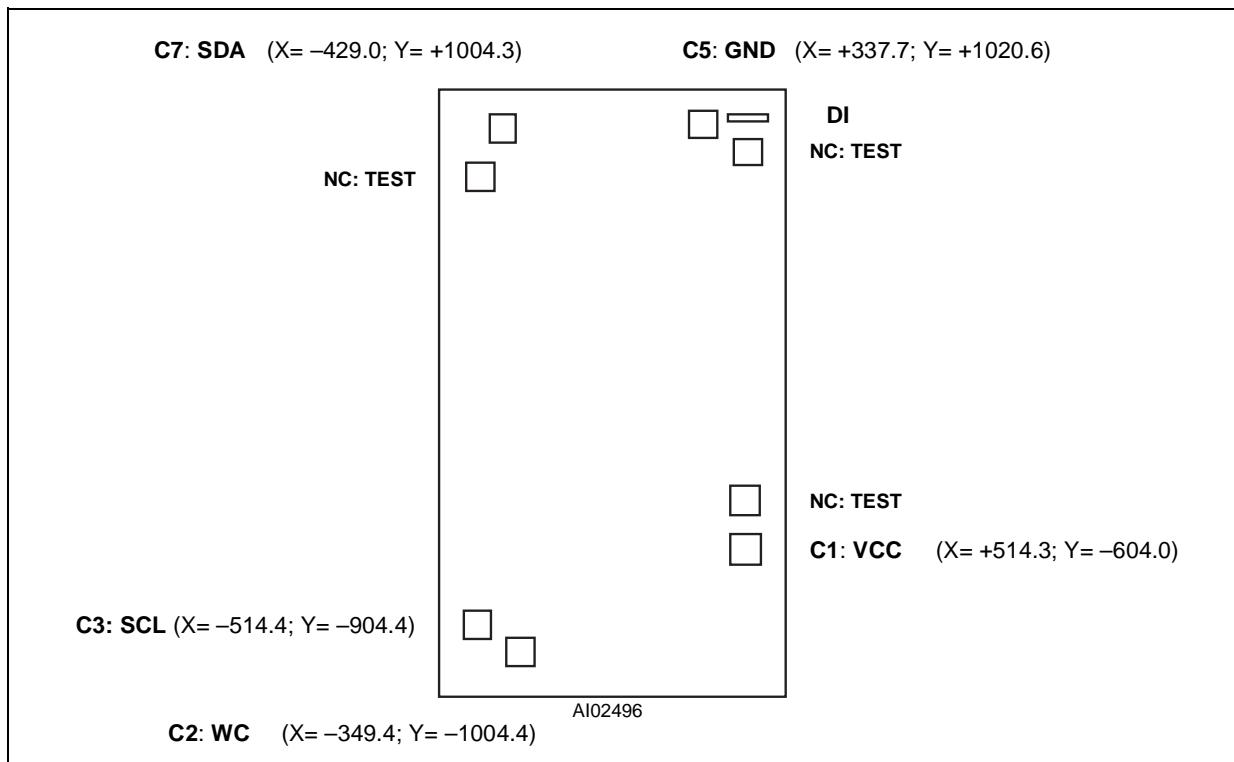 C7: SDA (X= –429.0; Y= +1004.3)
C5: GND (X= +337.7; Y= +1020.6)
DI
NC: TEST
NC: TEST
NC: TEST
C1: VCC (X= +514.3; Y= –604.0)
C3: SCL (X= –514.4; Y= –904.4)
AI02496
C2: WC (X= –349.4; Y= –1004.4)